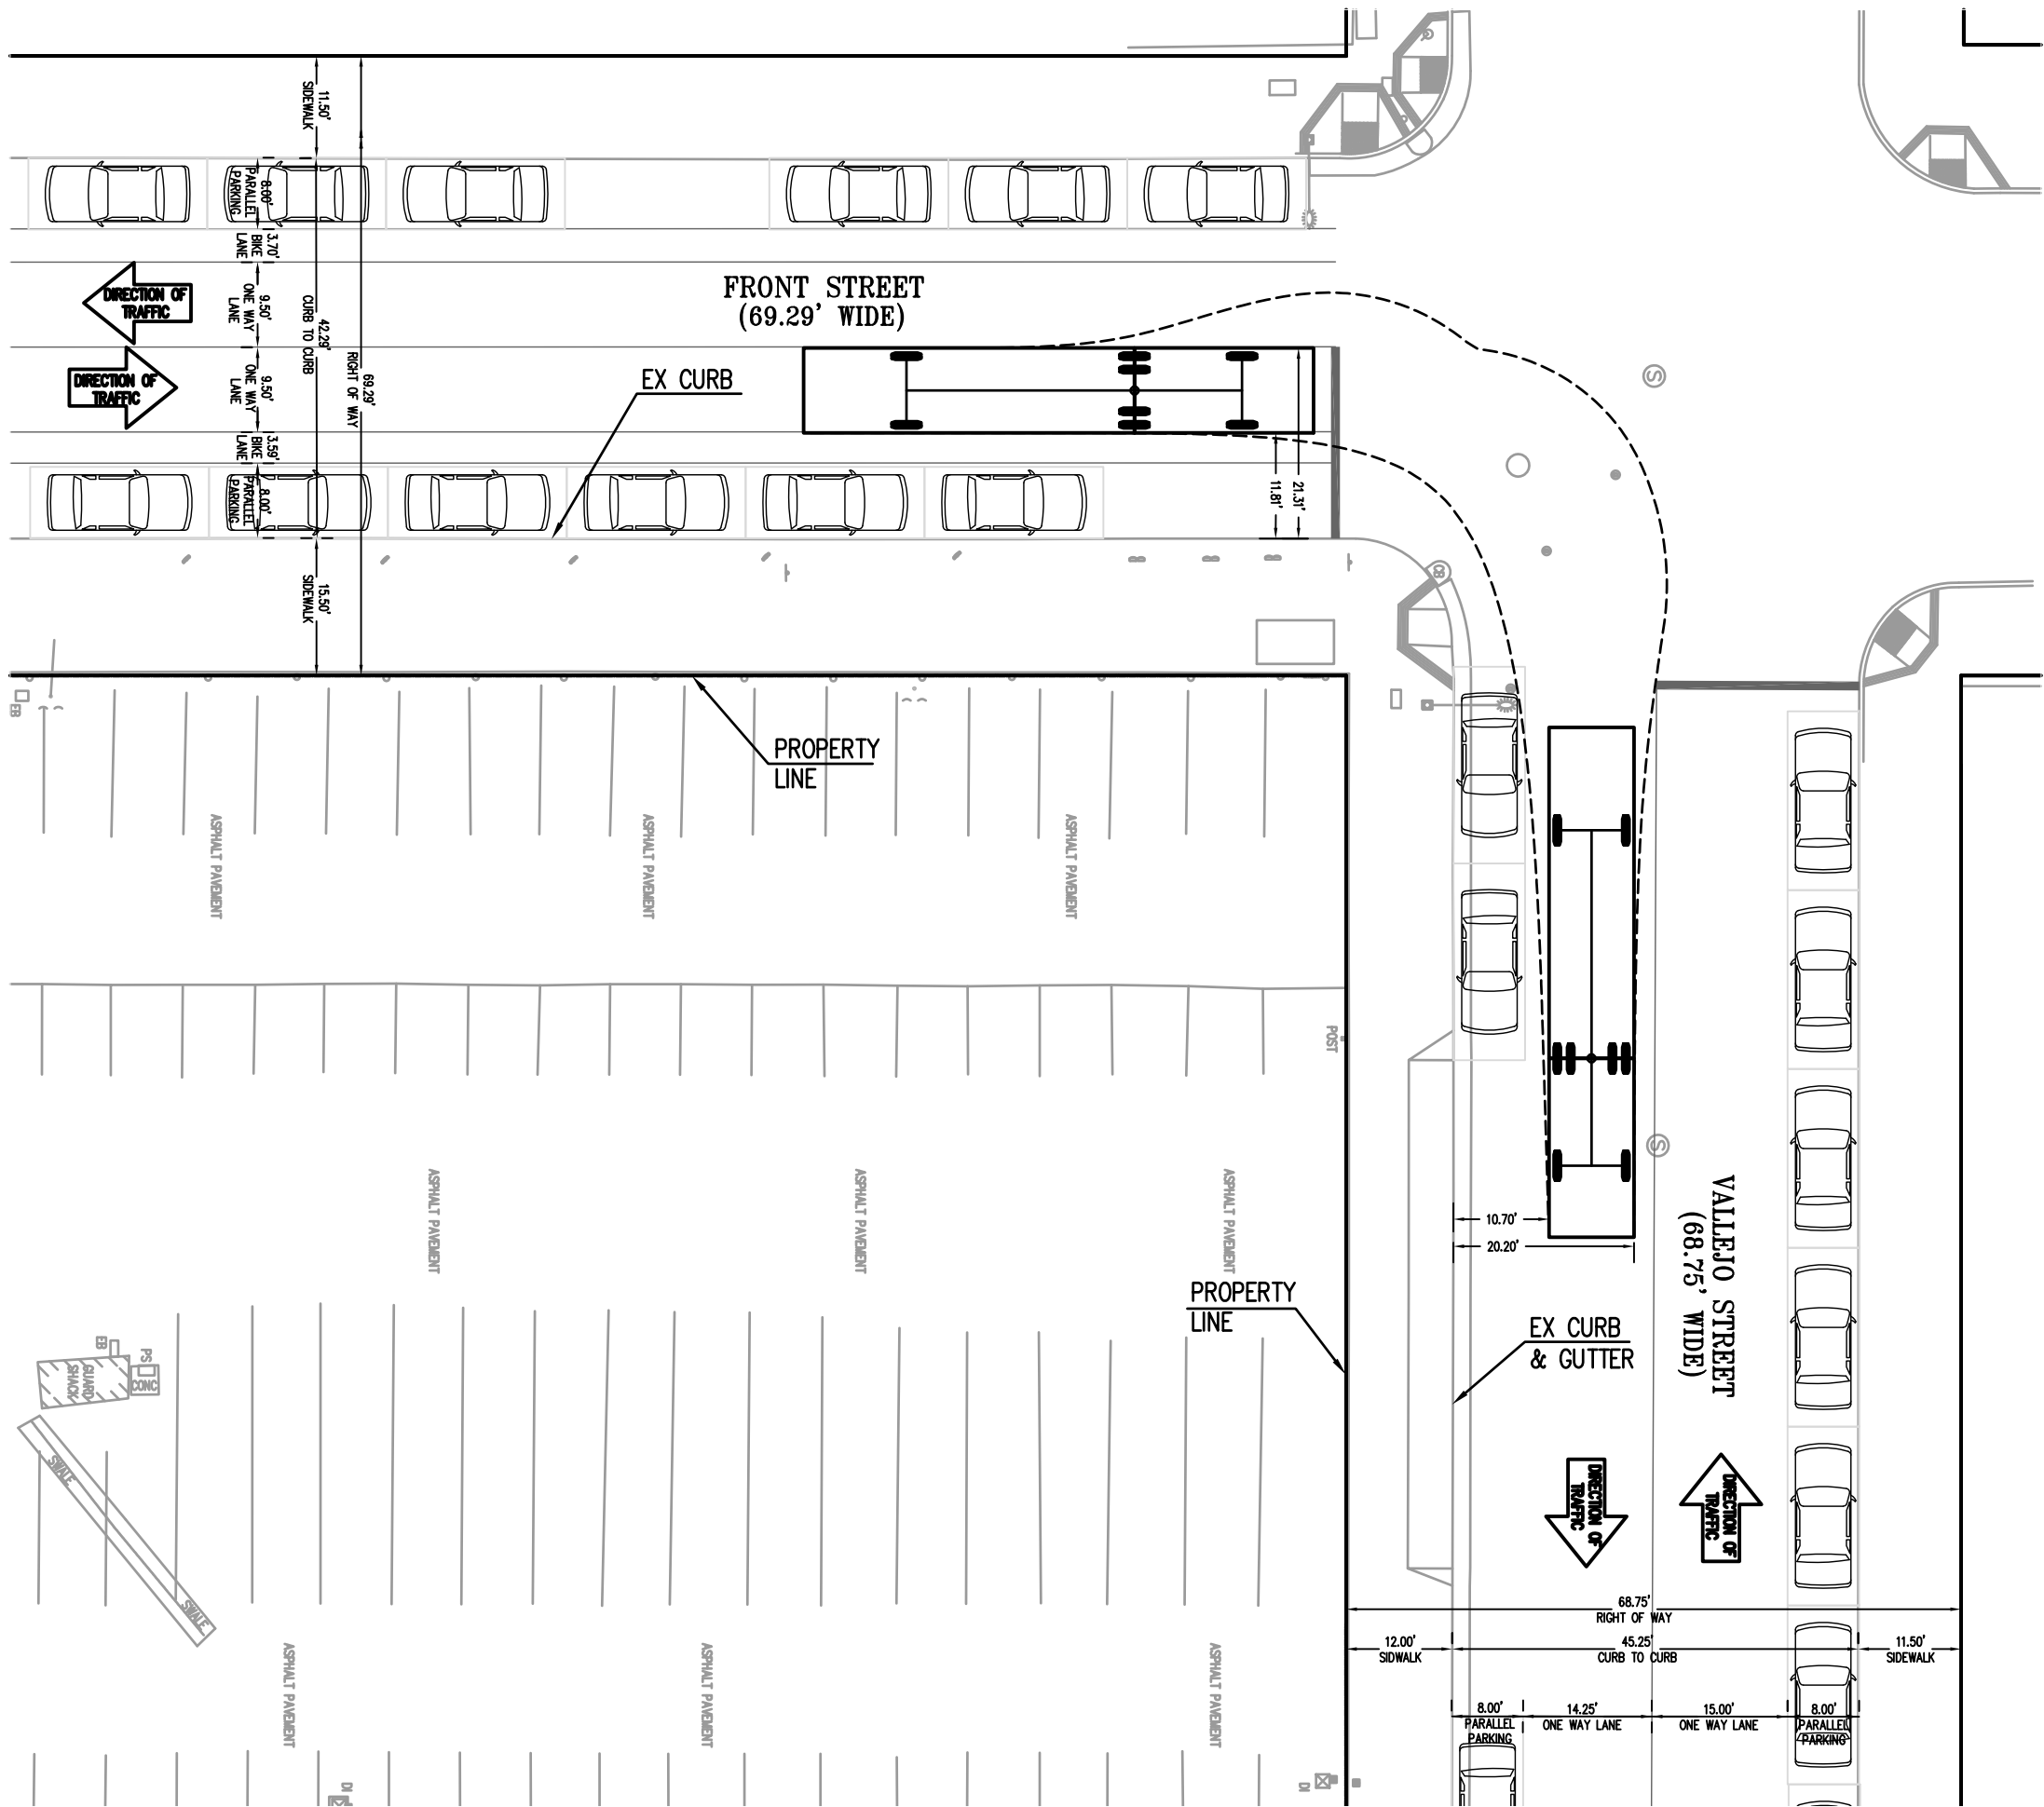 11.50'
SIDEWALK
8.00'
PARALLEL
PARKING
3.70'
BIKE
LANE
9.50'
ONE WAY
LANE
42.29'
CURB TO CURB
69.29'
RIGHT OF WAY
9.50'
ONE WAY
LANE
3.59'
BIKE
LANE
8.00'
PARALLEL
PARKING
15.50'
SIDEWALK
DIRECTION OF
TRAFFIC
DIRECTION OF
TRAFFIC
FRONT STREET
(69.29' WIDE)
EX CURB
21.31'
11.81'
S
CB
EB
PROPERTY
LINE
ASPHALT PAVEMENT
ASPHALT PAVEMENT
ASPHALT PAVEMENT
POST
S
ASPHALT PAVEMENT
ASPHALT PAVEMENT
ASPHALT PAVEMENT
10.70'
20.20'
VALLEJO STREET
(68.75' WIDE)
PROPERTY
LINE
EX CURB
& GUTTER
EB
PS
GUARD
SHACK
CONC
SWALE
SWALE
DIRECTION OF
TRAFFIC
DIRECTION OF
TRAFFIC
68.75'
RIGHT OF WAY
12.00'
SIDWALK
45.25'
CURB TO CURB
11.50'
SIDEWALK
8.00'
PARALLEL
PARKING
14.25'
ONE WAY LANE
15.00'
ONE WAY LANE
8.00'
PARALLEL
PARKING
ASPHALT PAVEMENT
ASPHALT PAVEMENT
ASPHALT PAVEMENT
DI
DI